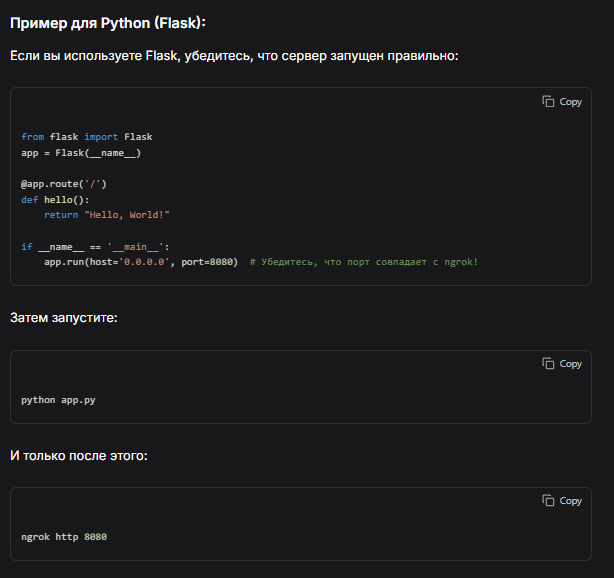 Пример для Python (Flask):
Если вы используете Flask, убедитесь, что сервер запущен правильно:
Copy
from flask import Flask
app = Flask(__name__)
@app.route('/')
def hello():
    return "Hello, World!"
if __name__ == '__main__':
    app.run(host='0.0.0.0', port=8080)  # Убедитесь, что порт совпадает с ngrok!
Затем запустите:
Copy
python app.py
И только после этого:
Copy
ngrok http 8080